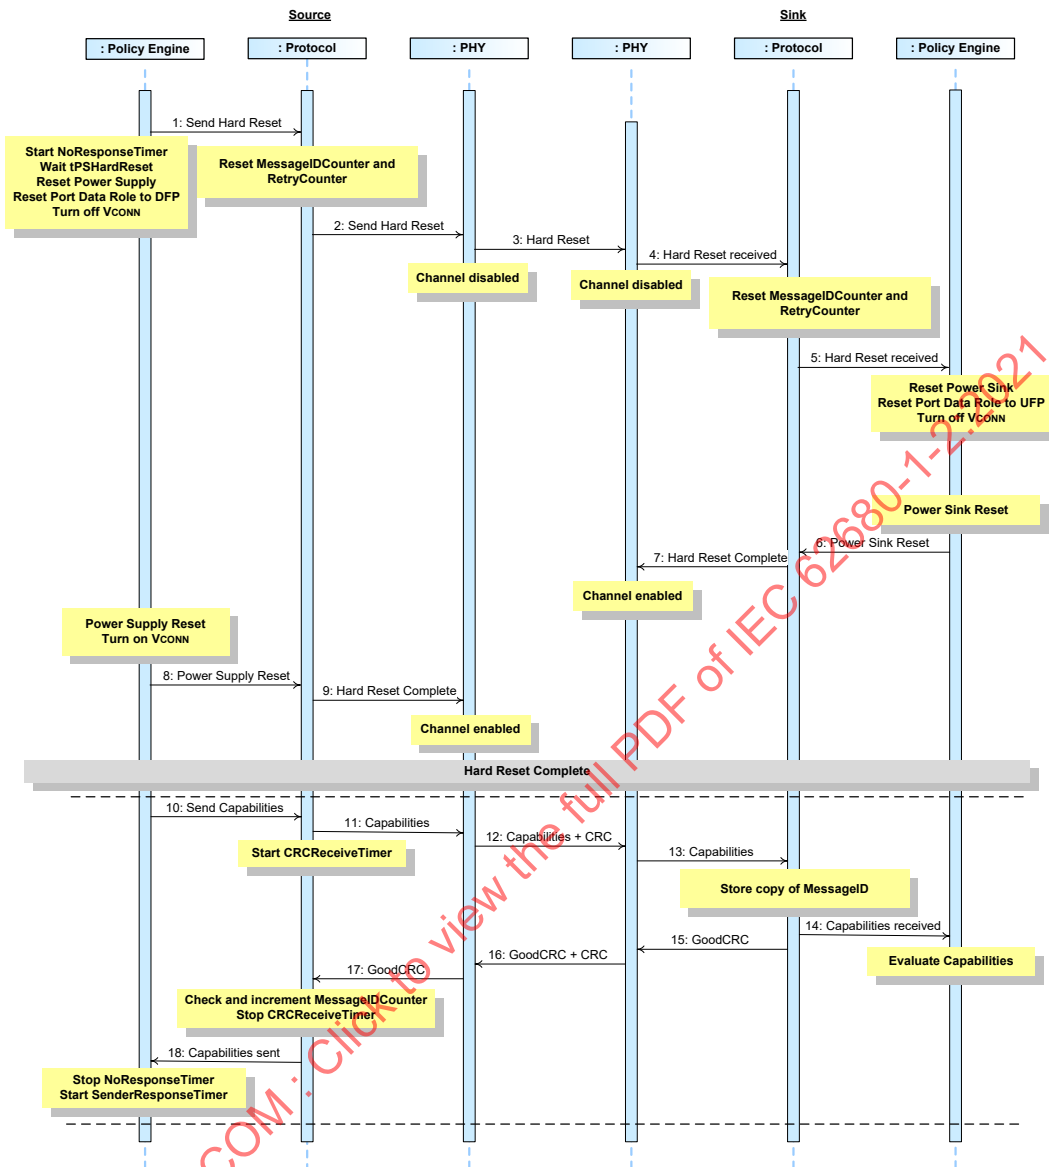 Source
Sink
: Policy Engine
: Protocol
: PHY
: PHY
: Protocol
: Policy Engine
1: Send Hard Reset
Start NoResponseTimer
Wait tPSHardReset
Reset Power Supply
Reset Port Data Role to DFP
Turn off VCONN
Reset MessageIDCounter and
RetryCounter
2: Send Hard Reset
3: Hard Reset
4: Hard Reset received
Channel disabled
Channel disabled
Reset MessageIDCounter and
RetryCounter
5: Hard Reset received
Reset Power Sink
Reset Port Data Role to UFP
Turn off VCONN
Power Sink Reset
6: Power Sink Reset
7: Hard Reset Complete
Channel enabled
Power Supply Reset
Turn on VCONN
8: Power Supply Reset
9: Hard Reset Complete
Channel enabled
Hard Reset Complete
10: Send Capabilities
11: Capabilities
12: Capabilities + CRC
13: Capabilities
Start CRCReceiveTimer
Store copy of MessageID
14: Capabilities received
15: GoodCRC
16: GoodCRC + CRC
17: GoodCRC
Evaluate Capabilities
Check and increment MessageIDCounter
Stop CRCReceiveTimer
18: Capabilities sent
Stop NoResponseTimer
Start SenderResponseTimer
COM : Click to view the full PDF of IEC 62680-1-2:2021